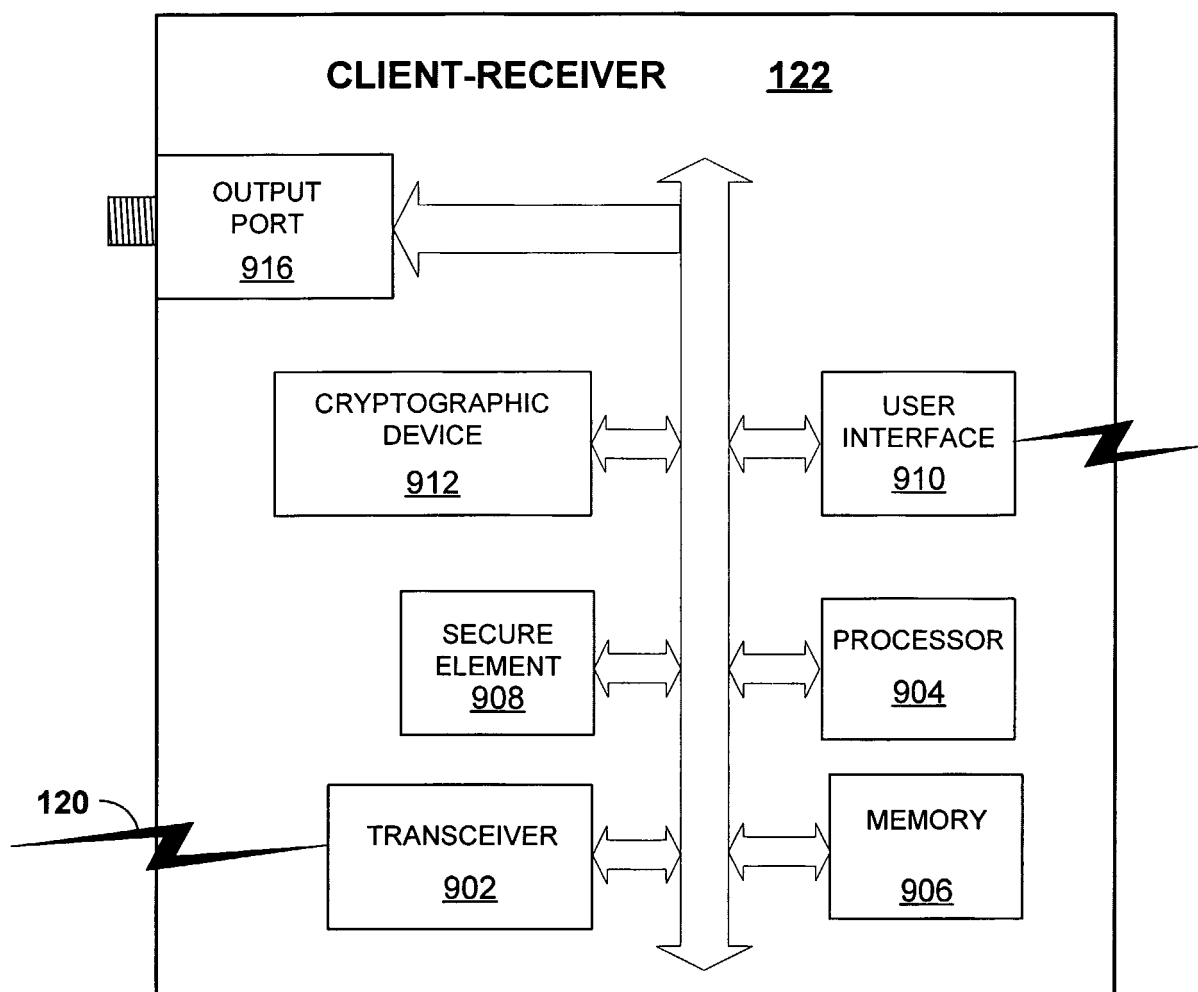 CLIENT-RECEIVER 122
OUTPUT
PORT
916
CRYPTOGRAPHIC
DEVICE
912
USER
INTERFACE
910
SECURE
ELEMENT
908
PROCESSOR
904
120
TRANSCEIVER
902
MEMORY
906